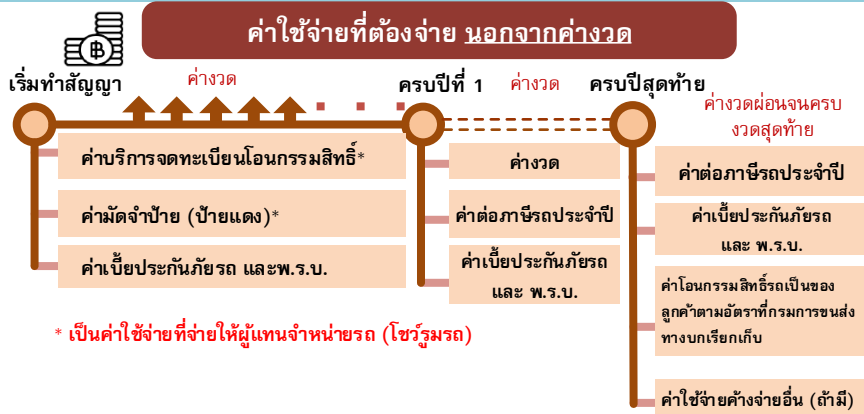 ค่าใช้จ่ายที่ต้องจ่าย นอกจากค่างวด
฿
เริ่มทำสัญญา
ค่างวด
ครบปีที่ 1
ค่างวด
ครบปีสุดท้าย
ค่างวดผ่อนจนครบ
งวดสุดท้าย
ค่าบริการจดทะเบียนโอนกรรมสิทธิ์*
ค่ามัดจำป้าย (ป้ายแดง)*
ค่าเบี้ยประกันภัยรถ และพ.ร.บ.
ค่างวด
ค่าต่อภาษีรถประจำปี
ค่าเบี้ยประกันภัยรถ
และ พ.ร.บ.
ค่าต่อภาษีรถประจำปี
ค่าเบี้ยประกันภัยรถ
และ พ.ร.บ.
ค่าโอนกรรมสิทธิ์รถเป็นของ
ลูกค้าตามอัตราที่กรมการขนส่ง
ทางบกเรียกเก็บ
ค่าใช้จ่ายค้างจ่ายอื่น (ถ้ามี)
* เป็นค่าใช้จ่ายที่จ่ายให้ผู้แทนจำหน่ายรถ (โชว์รูมรถ)